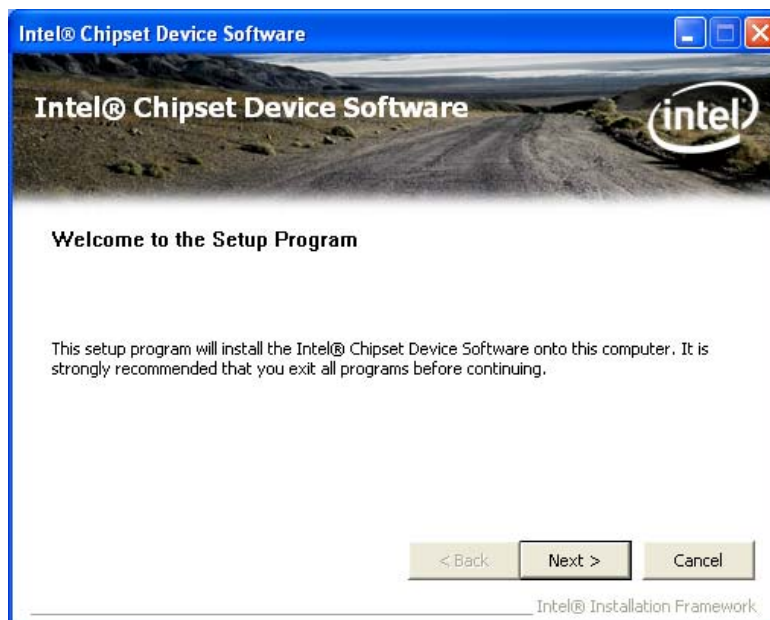 Intel® Chipset Device Software
Intel® Chipset Device Software
intel
Welcome to the Setup Program
This setup program will install the Intel® Chipset Device Software onto this computer. It is
strongly recommended that you exit all programs before continuing.
< Back
Next >
Cancel
Intel® Installation Framework